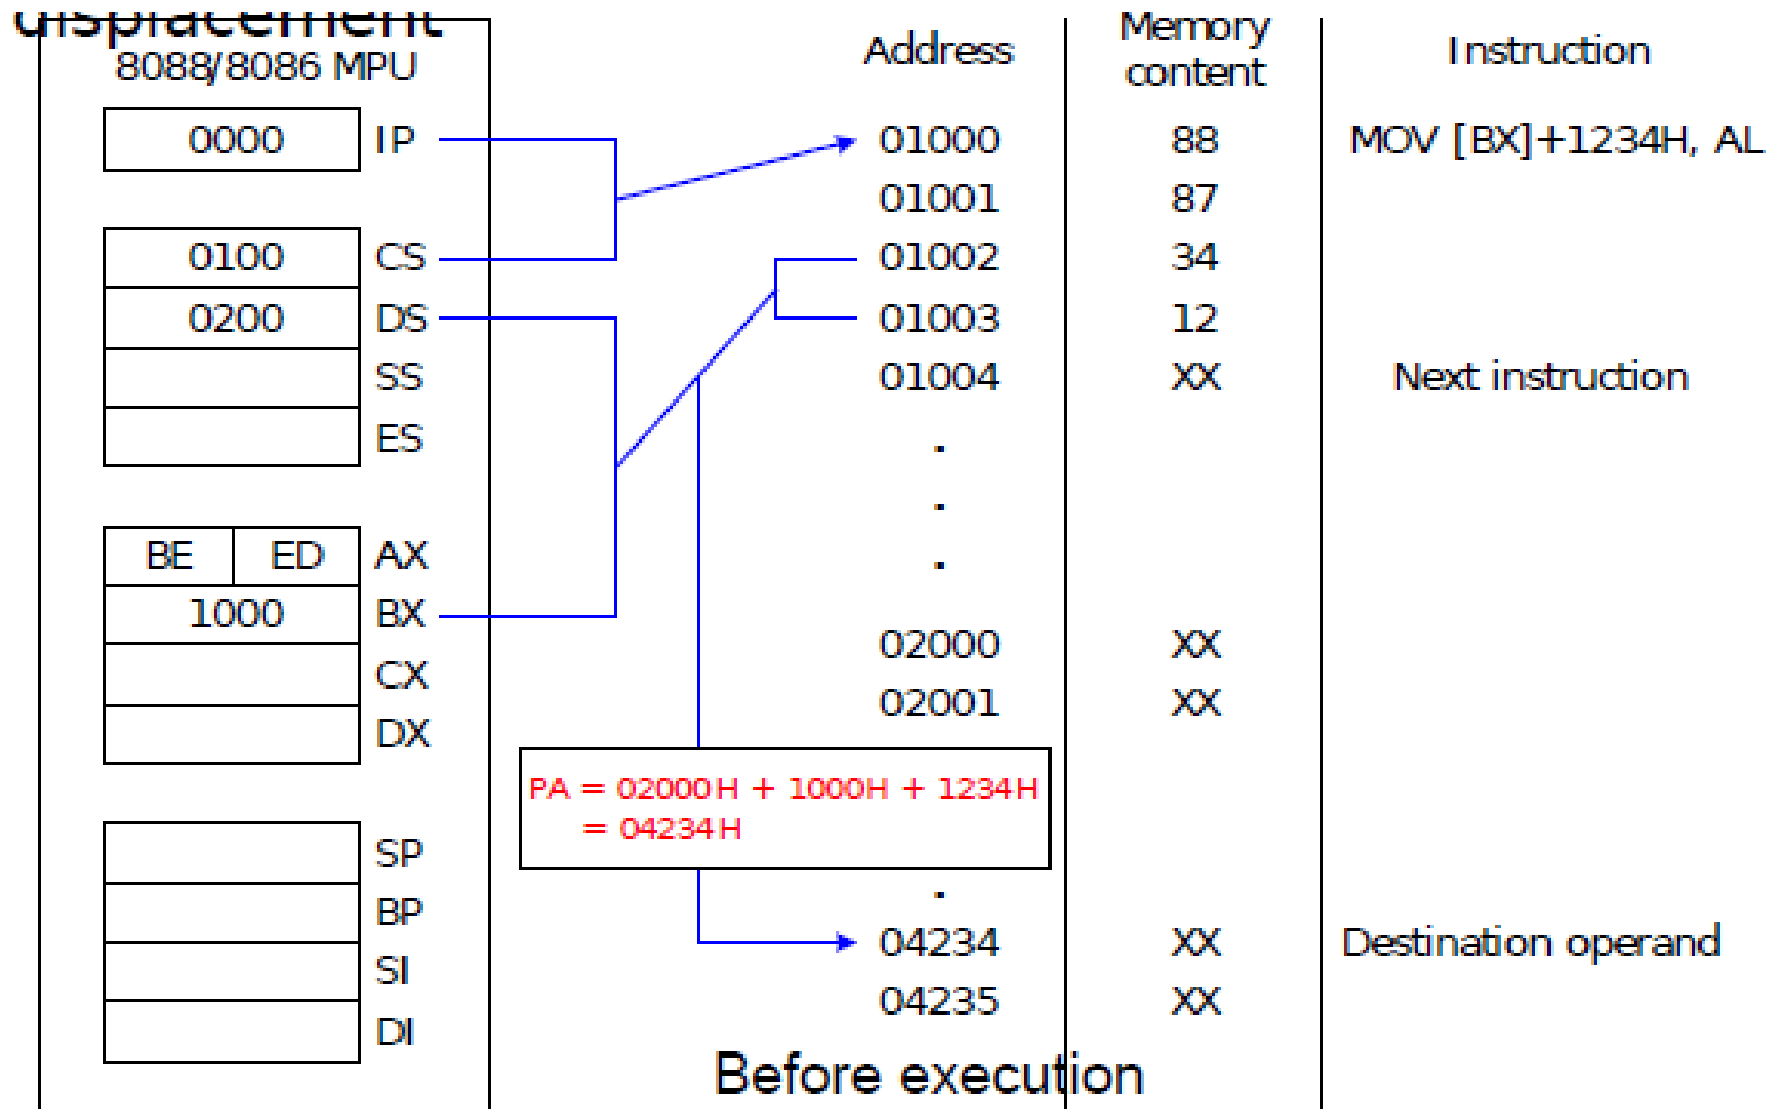 displacement
8088/8086 MPU
0000 IP
0100 CS
0200 DS
SS
ES
BE ED AX
1000 BX
CX
DX
SP
BP
SI
DI
Address
Memory
content
Instruction
01000 88 MOV [BX]+1234H, AL
01001 87
01002 34
01003 12
01004 XX Next instruction
.
.
.
02000 XX
02001 XX
PA = 02000H + 1000H + 1234H
= 04234H
.
04234 XX Destination operand
04235 XX
Before execution